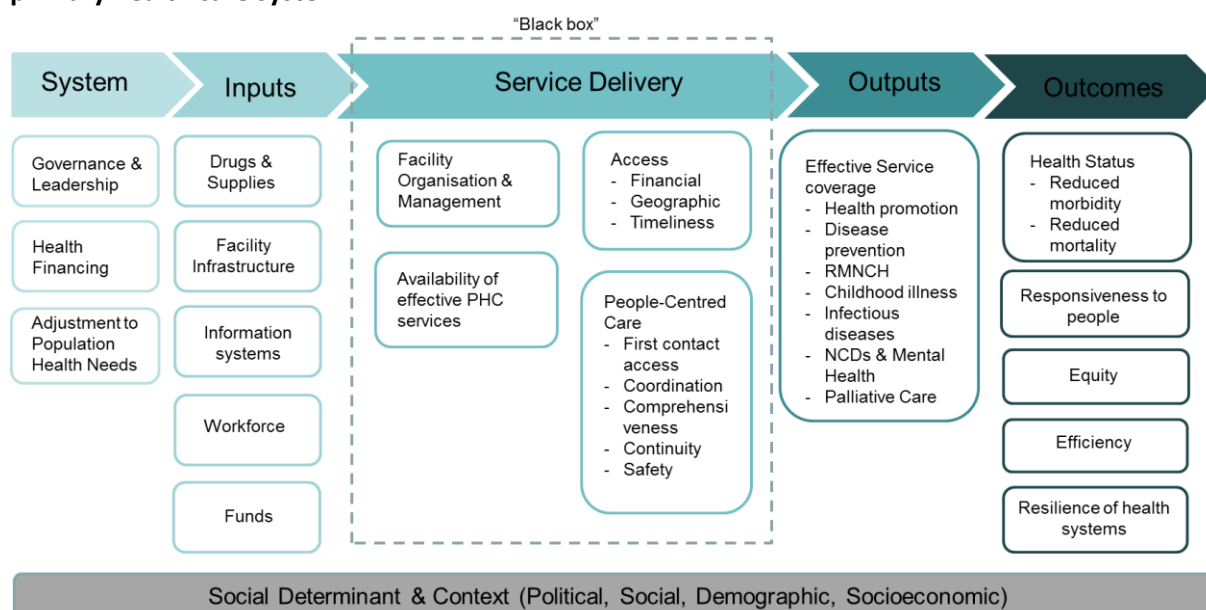 "Black box"
System
Inputs
Service Delivery
Outputs
Outcomes
Governance &
Leadership
Health
Financing
Adjustment to
Population
Health Needs
Drugs &
Supplies
Facility
Infrastructure
Information
systems
Workforce
Funds
Facility
Organisation &
Management
Availability of
effective PHC
services
Access
- Financial
- Geographic
- Timeliness
People-Centred
Care
- First contact
access
- Coordination
- Comprehensi
veness
- Continuity
- Safety
Effective Service
coverage
- Health promotion
- Disease
prevention
- RMNCH
- Childhood illness
- Infectious
diseases
- NCDs & Mental
Health
- Palliative Care
Health Status
- Reduced
morbidity
- Reduced
mortality
Responsiveness to
people
Equity
Efficiency
Resilience of health
systems
Social Determinant & Context (Political, Social, Demographic, Socioeconomic)